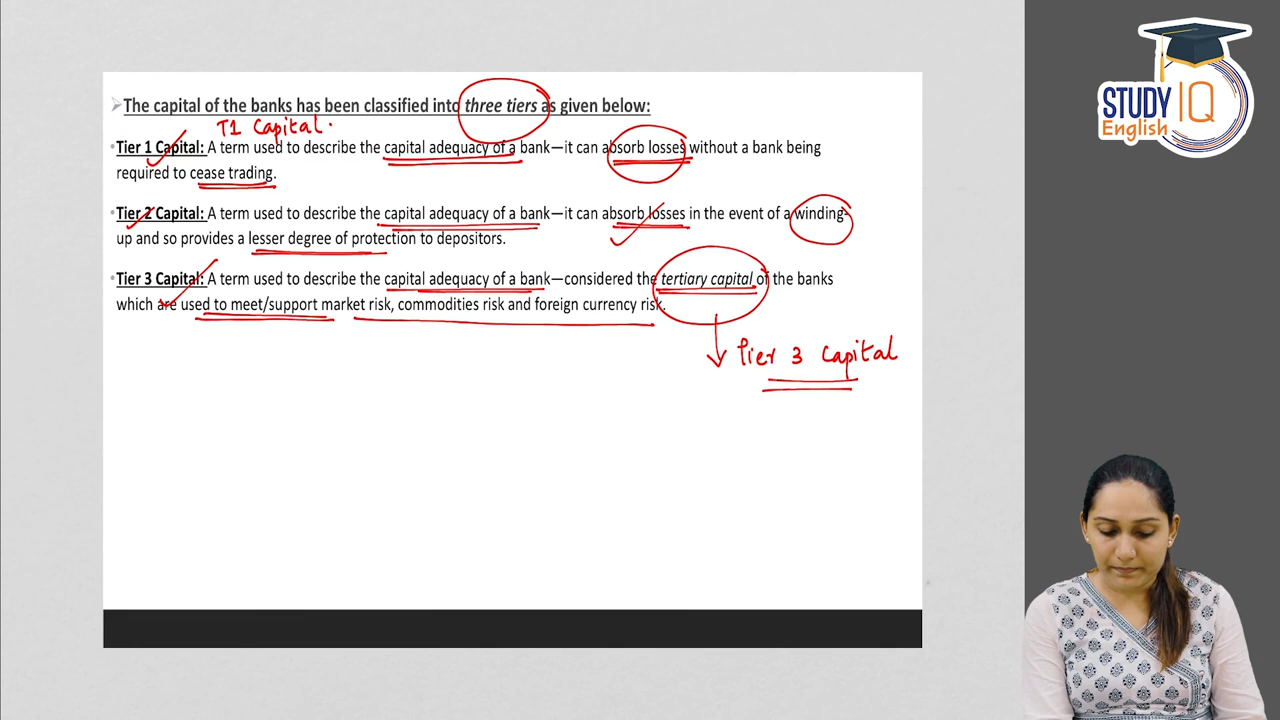 STUDY IQ
English
The capital of the banks has been classified into three tiers as given below:
T1 Capital.
Tier 1 Capital: A term used to describe the capital adequacy of a bank—it can absorb losses without a bank being
required to cease trading.
Tier 2 Capital: A term used to describe the capital adequacy of a bank—it can absorb losses in the event of a winding-
up and so provides a lesser degree of protection to depositors.
Tier 3 Capital: A term used to describe the capital adequacy of a bank—considered the tertiary capital of the banks
which are used to meet/support market risk, commodities risk and foreign currency risk.
Tier 3 Capital